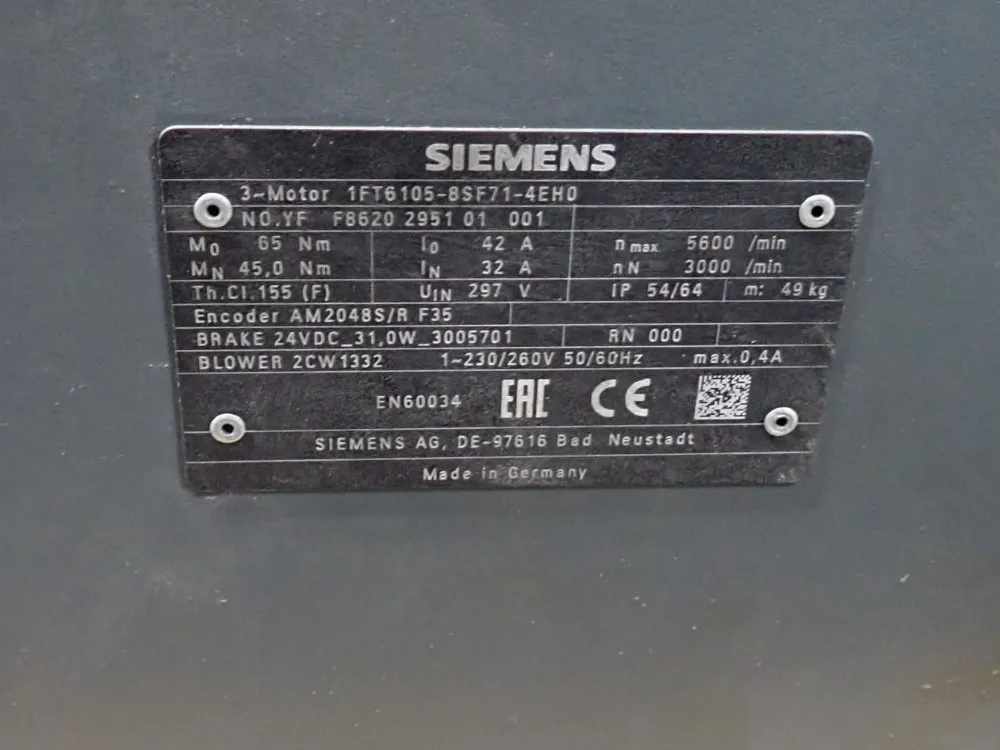 SIEMENS
3~Motor 1FT6105-8SF71-4EH0
NO.YF F8620 2951 01 001
M0 65 Nm I0 42 A n max 5600 /min
MN 45,0 Nm IN 32 A nN 3000 /min
Th.Cl.155 (F) UIN 297 V IP 54/64 m: 49 kg
Encoder AM2048S/R F35
BRAKE 24VDC_31,0W_3005701 RN 000
BLOWER 2CW1332 1~230/260V 50/60Hz max.0,4A
EN60034 EAC CE
SIEMENS AG, DE-97616 Bad Neustadt
Made in Germany